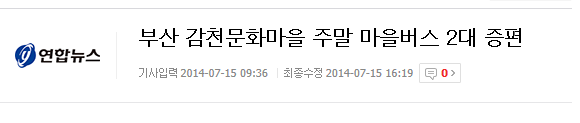 부산 감천문화마을 주말 마을버스 2대 증편
연합뉴스
기사입력 2014-07-15 09:36 | 최종수정 2014-07-15 16:19 0 >